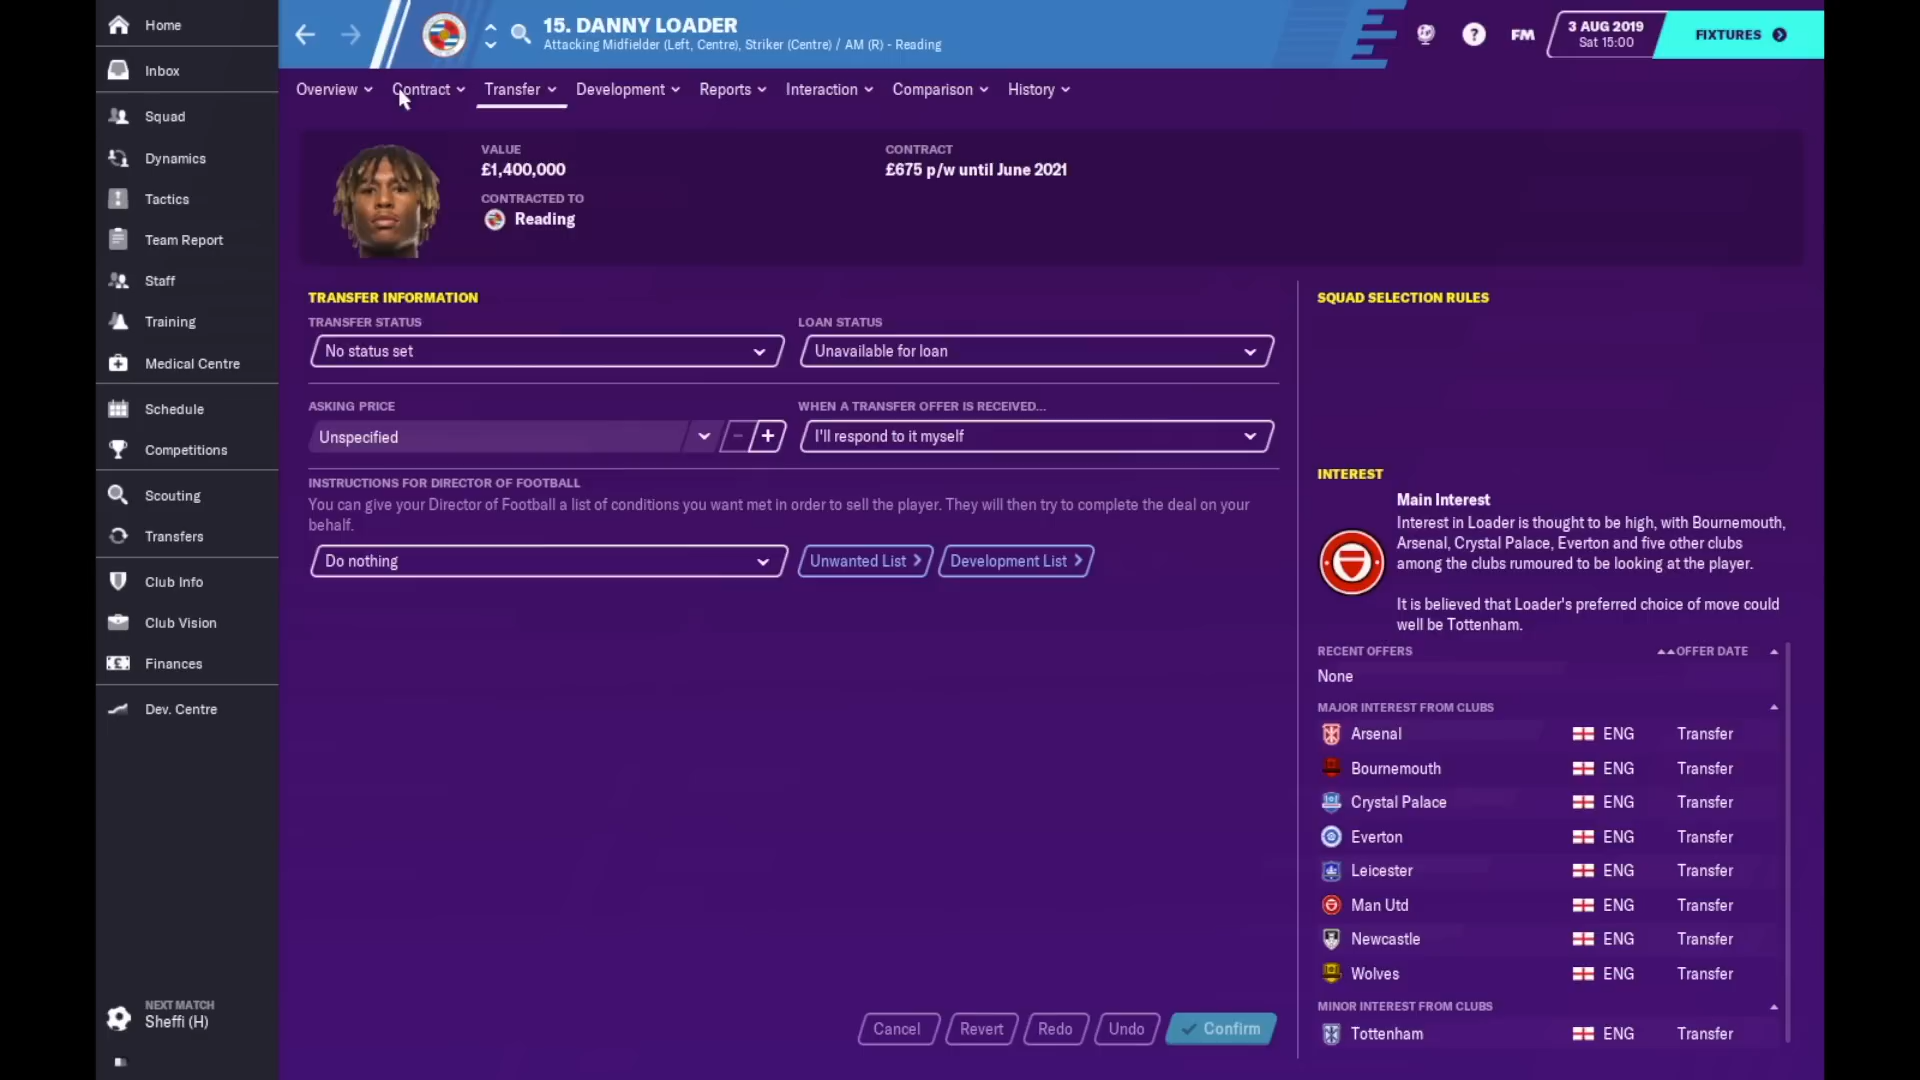 Home
Inbox
Squad
Dynamics
Tactics
Team Report
Staff
Training
Medical Centre
Schedule
Competitions
Scouting
Transfers
Club Info
Club Vision
Finances
Dev. Centre
NEXT MATCH
Sheffi (H)
15. DANNY LOADER
Attacking Midfielder (Left, Centre), Striker (Centre) / AM (R) - Reading
?
FM
3 AUG 2019
Sat 15:00
FIXTURES
Overview
Contract
Transfer
Development
Reports
Interaction
Comparison
History
VALUE
£1,400,000
CONTRACTED TO
Reading
CONTRACT
£675 p/w until June 2021
TRANSFER INFORMATION
TRANSFER STATUS
No status set
LOAN STATUS
Unavailable for loan
ASKING PRICE
Unspecified
- +
WHEN A TRANSFER OFFER IS RECEIVED...
I'll respond to it myself
INSTRUCTIONS FOR DIRECTOR OF FOOTBALL
You can give your Director of Football a list of conditions you want met in order to sell the player. They will then try to complete the deal on your
behalf.
Do nothing
Unwanted List
Development List
Cancel
Revert
Redo
Undo
Confirm
SQUAD SELECTION RULES
INTEREST
Main Interest
Interest in Loader is thought to be high, with Bournemouth,
Arsenal, Crystal Palace, Everton and five other clubs
among the clubs rumoured to be looking at the player.
It is believed that Loader's preferred choice of move could
well be Tottenham.
RECENT OFFERS OFFER DATE
None
MAJOR INTEREST FROM CLUBS
Arsenal ENG Transfer
Bournemouth ENG Transfer
Crystal Palace ENG Transfer
Everton ENG Transfer
Leicester ENG Transfer
Man Utd ENG Transfer
Newcastle ENG Transfer
Wolves ENG Transfer
MINOR INTEREST FROM CLUBS
Tottenham ENG Transfer